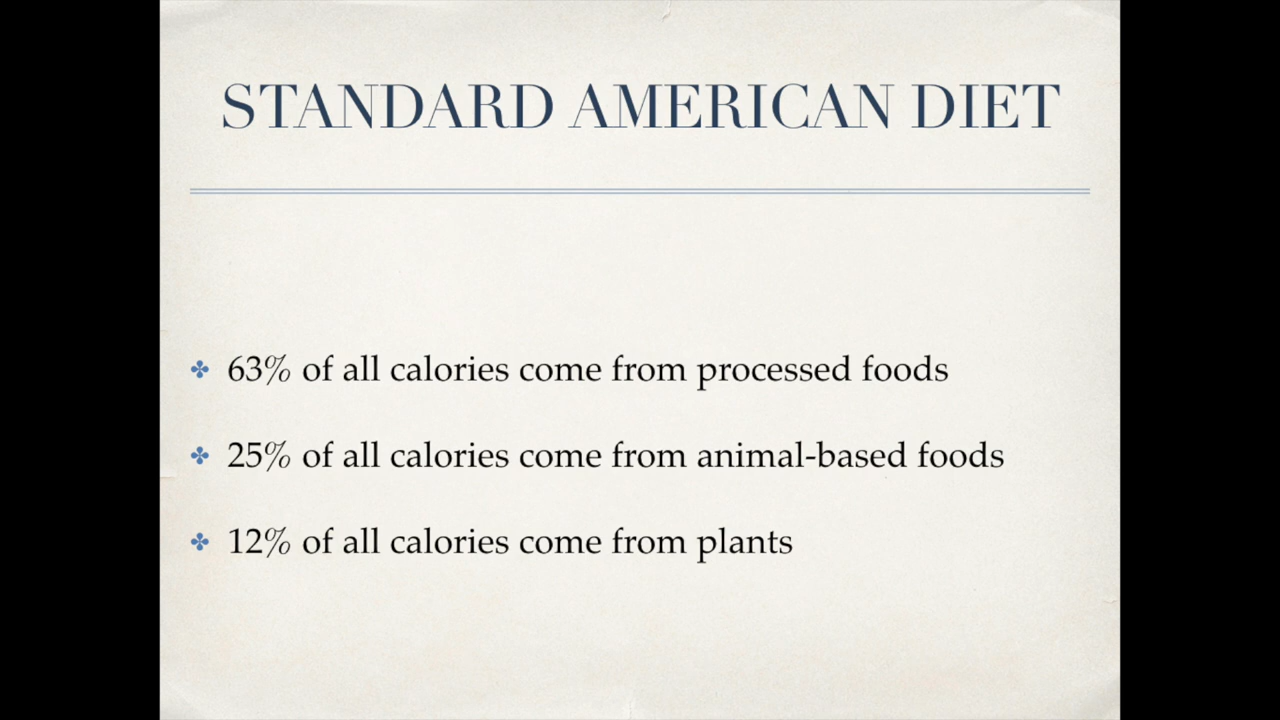 STANDARD AMERICAN DIET
63% of all calories come from processed foods
25% of all calories come from animal-based foods
12% of all calories come from plants